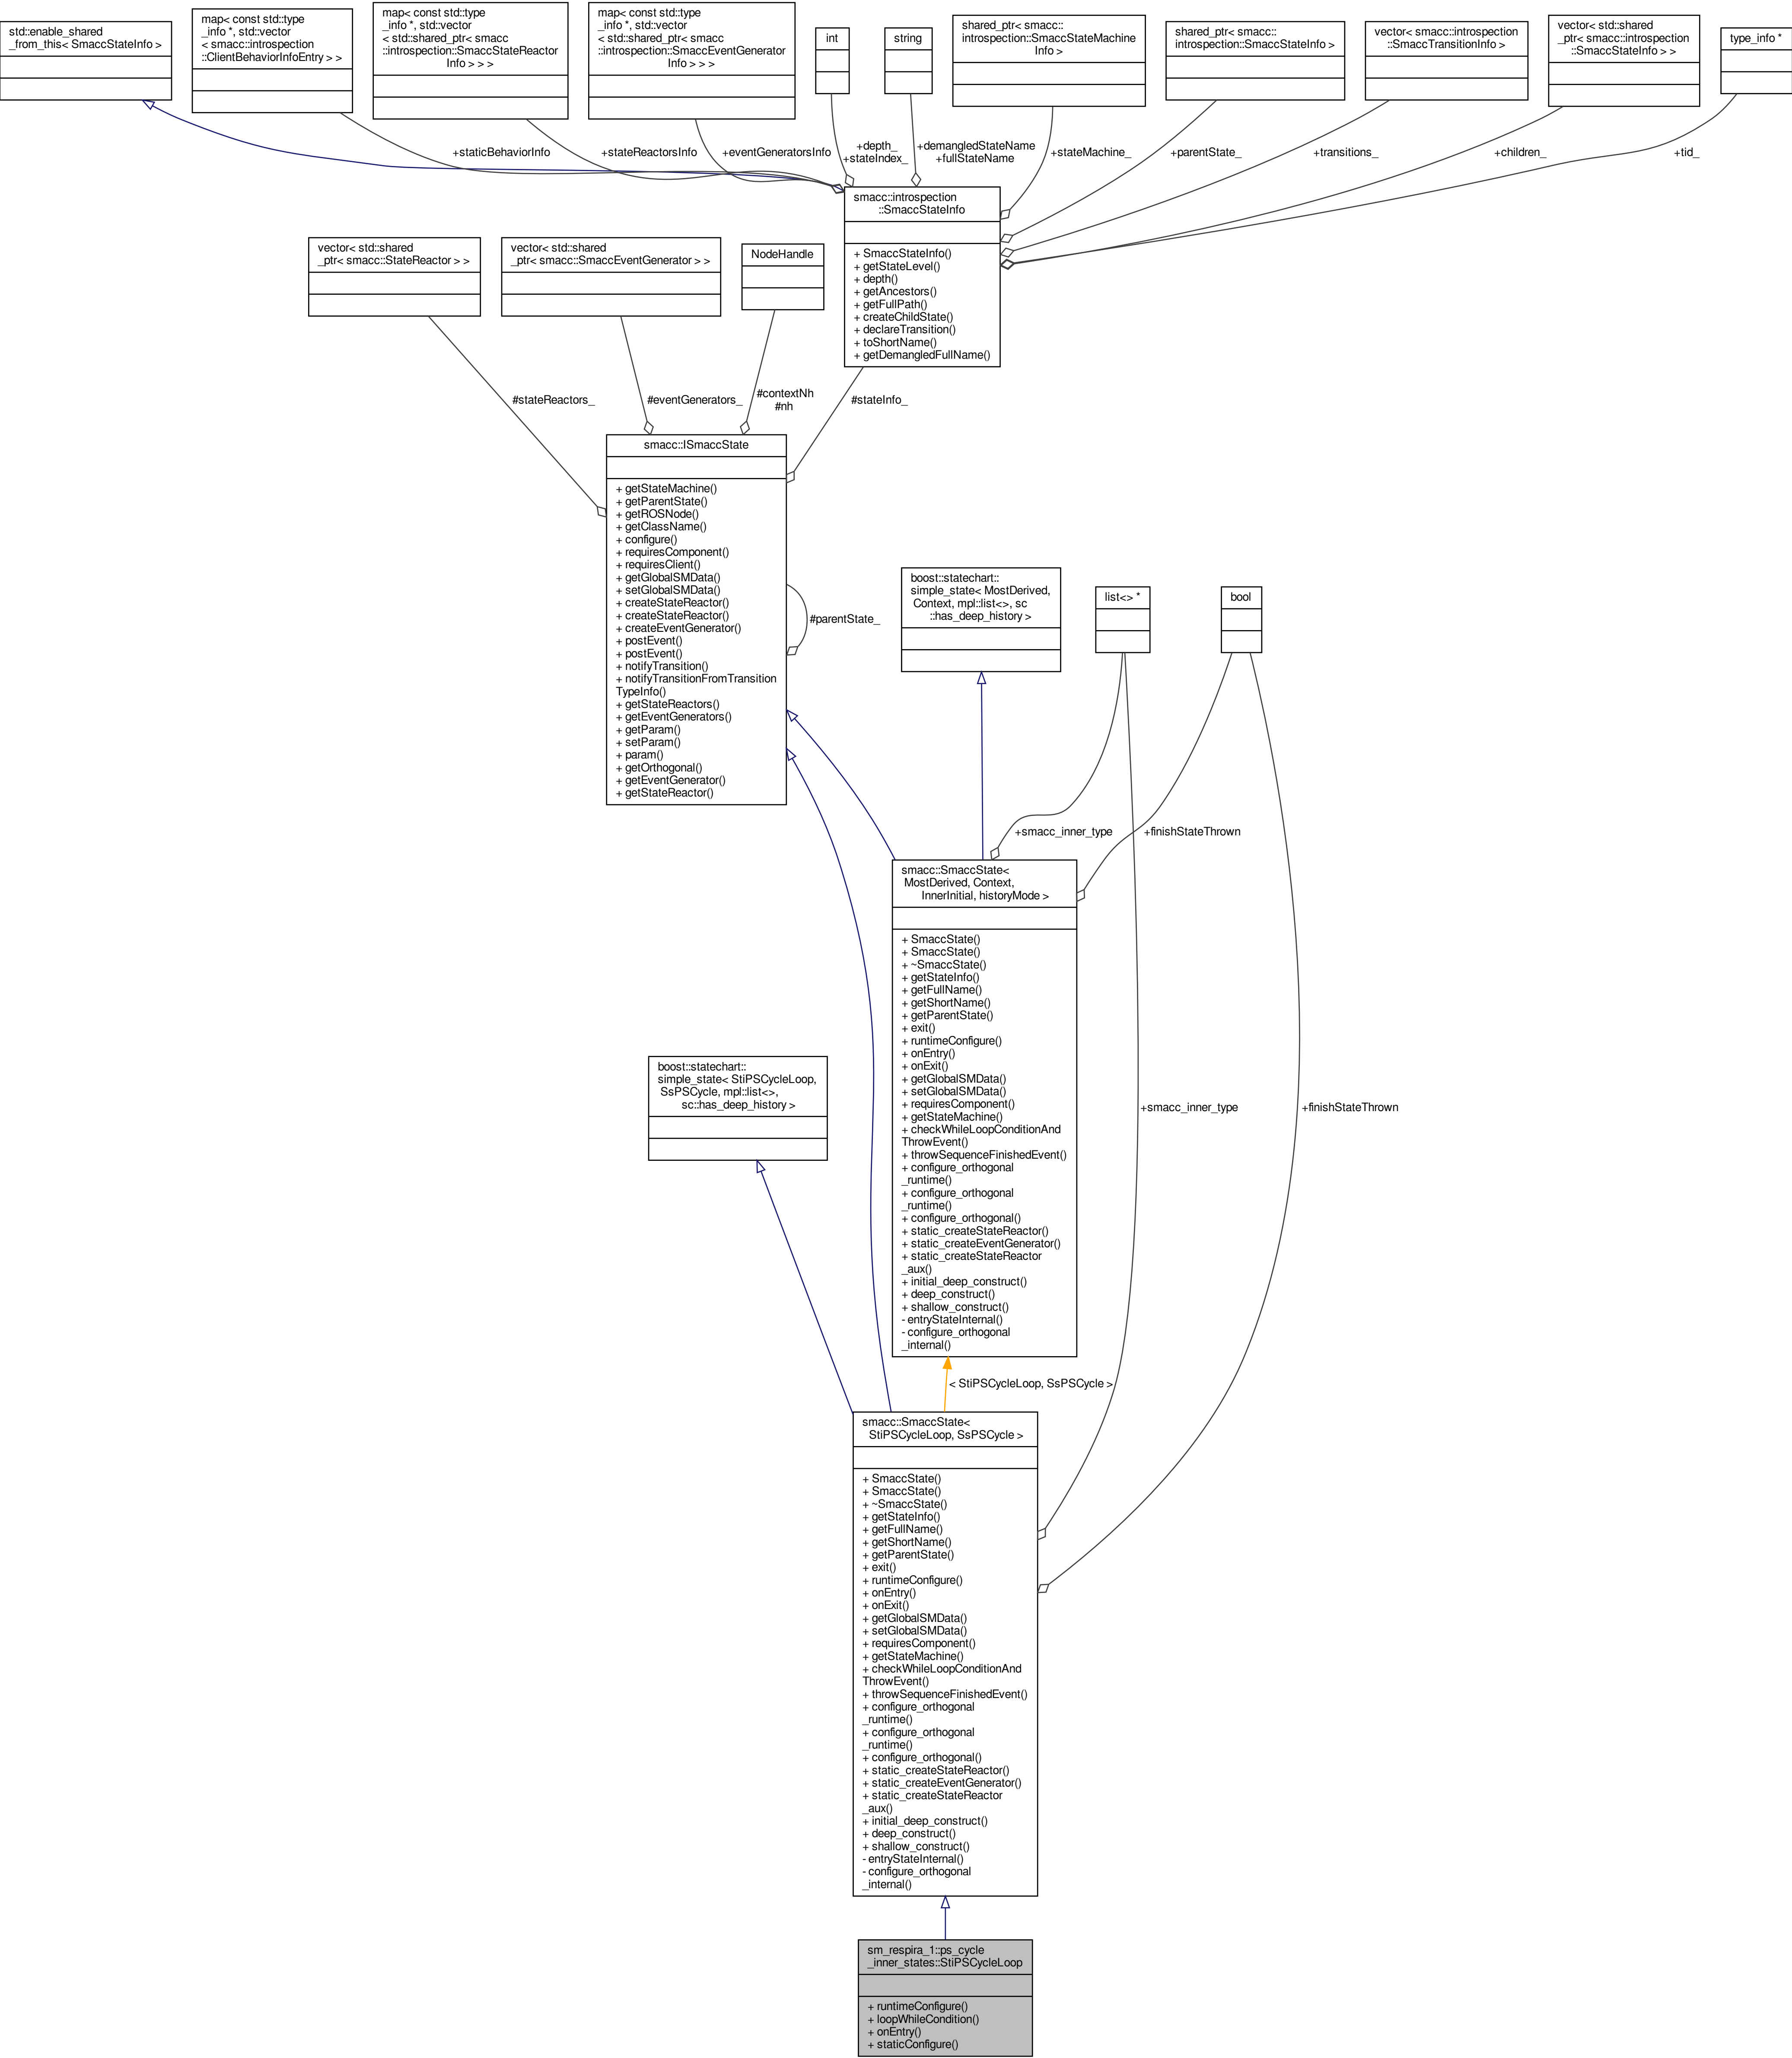 std::enable_shared
_from_this< SmaccStateInfo >
map< const std::type
_info *, std::vector
< smacc::introspection
::ClientBehaviorInfoEntry > >
map< const std::type
_info *, std::vector
< std::shared_ptr< smacc
::introspection::SmaccStateReactor
Info > > >
map< const std::type
_info *, std::vector
< std::shared_ptr< smacc
::introspection::SmaccEventGenerator
Info > > >
int
string
shared_ptr< smacc::
introspection::SmaccStateMachine
Info >
shared_ptr< smacc::
introspection::SmaccStateInfo >
vector< smacc::introspection
::SmaccTransitionInfo >
vector< std::shared
_ptr< smacc::introspection
::SmaccStateInfo > >
type_info *
+staticBehaviorInfo
+stateReactorsInfo
+eventGeneratorsInfo
+depth_
+stateIndex_
+demangledStateName
+fullStateName
+stateMachine_
+parentState_
+transitions_
+children_
+tid_
smacc::introspection
::SmaccStateInfo
+ SmaccStateInfo()
+ getStateLevel()
+ depth()
+ getAncestors()
+ getFullPath()
+ createChildState()
+ declareTransition()
+ toShortName()
+ getDemangledFullName()
vector< std::shared
_ptr< smacc::StateReactor > >
vector< std::shared
_ptr< smacc::SmaccEventGenerator > >
NodeHandle
#stateReactors_
#eventGenerators_
#contextNh
#nh
#stateInfo_
smacc::ISmaccState
+ getStateMachine()
+ getParentState()
+ getROSNode()
+ getClassName()
+ configure()
+ requiresComponent()
+ requiresClient()
+ getGlobalSMData()
+ setGlobalSMData()
+ createStateReactor()
+ createStateReactor()
+ createEventGenerator()
+ postEvent()
+ postEvent()
+ notifyTransition()
+ notifyTransitionFromTransition
TypeInfo()
+ getStateReactors()
+ getEventGenerators()
+ getParam()
+ setParam()
+ param()
+ getOrthogonal()
+ getEventGenerator()
+ getStateReactor()
#parentState_
boost::statechart::
simple_state< MostDerived,
Context, mpl::list<>, sc
::has_deep_history >
list<> *
bool
+smacc_inner_type
+finishStateThrown
smacc::SmaccState<
MostDerived, Context,
InnerInitial, historyMode >
+ SmaccState()
+ SmaccState()
+ ~SmaccState()
+ getStateInfo()
+ getFullName()
+ getShortName()
+ getParentState()
+ exit()
+ runtimeConfigure()
+ onEntry()
+ onExit()
+ getGlobalSMData()
+ setGlobalSMData()
+ requiresComponent()
+ getStateMachine()
+ checkWhileLoopConditionAnd
ThrowEvent()
+ throwSequenceFinishedEvent()
+ configure_orthogonal
_runtime()
+ configure_orthogonal
_runtime()
+ configure_orthogonal()
+ static_createStateReactor()
+ static_createEventGenerator()
+ static_createStateReactor
_aux()
+ initial_deep_construct()
+ deep_construct()
+ shallow_construct()
- entryStateInternal()
- configure_orthogonal
_internal()
boost::statechart::
simple_state< StiPSCycleLoop,
SsPSCycle, mpl::list<>,
sc::has_deep_history >
+smacc_inner_type
+finishStateThrown
< StiPSCycleLoop, SsPSCycle >
smacc::SmaccState<
StiPSCycleLoop, SsPSCycle >
+ SmaccState()
+ SmaccState()
+ ~SmaccState()
+ getStateInfo()
+ getFullName()
+ getShortName()
+ getParentState()
+ exit()
+ runtimeConfigure()
+ onEntry()
+ onExit()
+ getGlobalSMData()
+ setGlobalSMData()
+ requiresComponent()
+ getStateMachine()
+ checkWhileLoopConditionAnd
ThrowEvent()
+ throwSequenceFinishedEvent()
+ configure_orthogonal
_runtime()
+ configure_orthogonal
_runtime()
+ configure_orthogonal()
+ static_createStateReactor()
+ static_createEventGenerator()
+ static_createStateReactor
_aux()
+ initial_deep_construct()
+ deep_construct()
+ shallow_construct()
- entryStateInternal()
- configure_orthogonal
_internal()
sm_respira_1::ps_cycle
_inner_states::StiPSCycleLoop
+ runtimeConfigure()
+ loopWhileCondition()
+ onEntry()
+ staticConfigure()